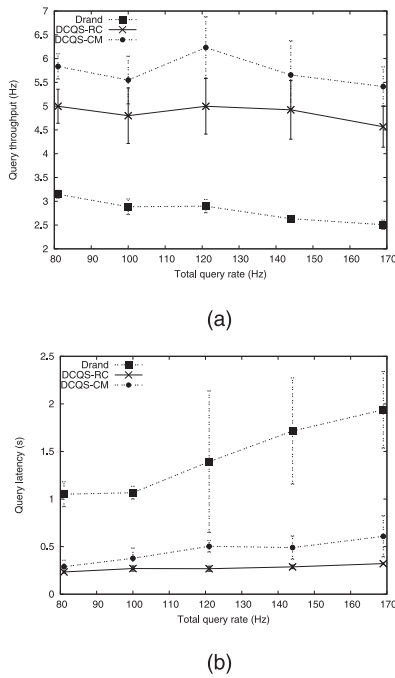 Drand
DCQS-RC
DCQS-CM
Query throughput (Hz)
7
6.5
6
5.5
5
4.5
4
3.5
3
2.5
2
80 90 100 110 120 130 140 150 160 170
Total query rate (Hz)
(a)
Drand
DCQS-RC
DCQS-CM
Query latency (s)
2.5
2
1.5
1
0.5
0
80 90 100 110 120 130 140 150 160 170
Total query rate (Hz)
(b)